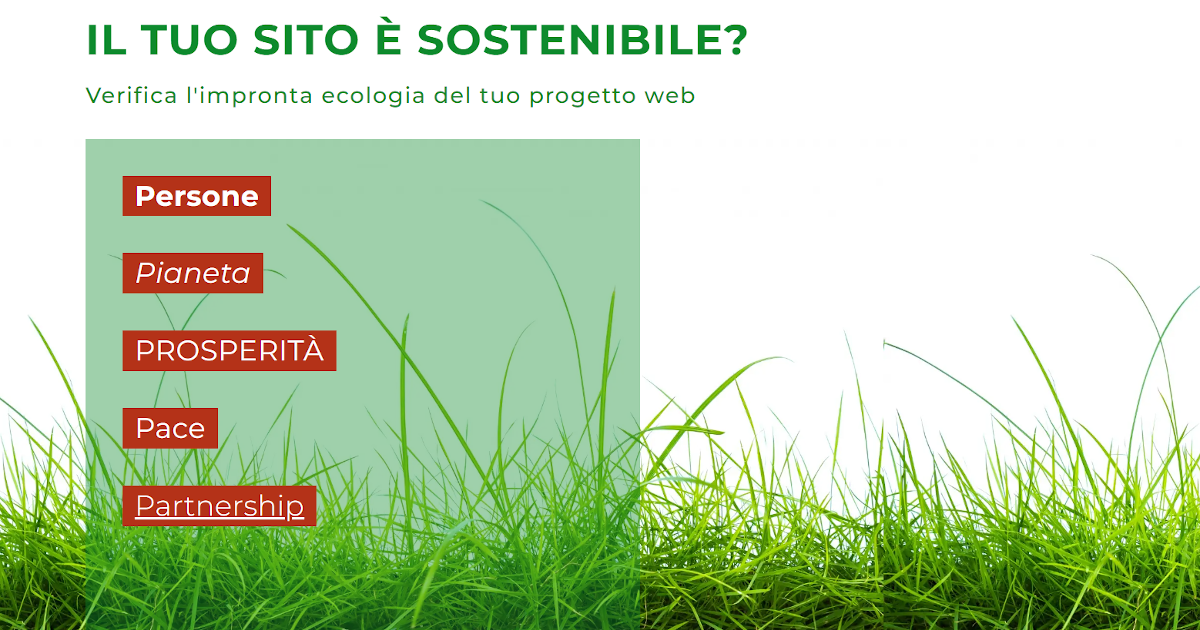 IL TUO SITO È SOSTENIBILE?
Verifica l'impronta ecologia del tuo progetto web
Persone
Pianeta
PROSPERITÀ
Pace
Partnership